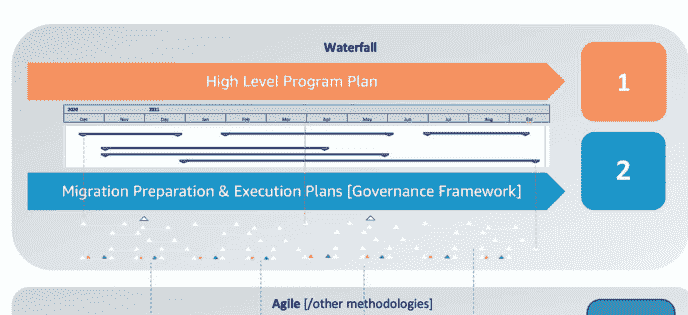 Waterfall
High Level Program Plan
1
2020 2021
Oct Nov Dec Jan Feb Mar Apr May Jun Jul Aug
2
Migration Preparation & Execution Plans [Governance Framework]
Agile [/other methodologies]